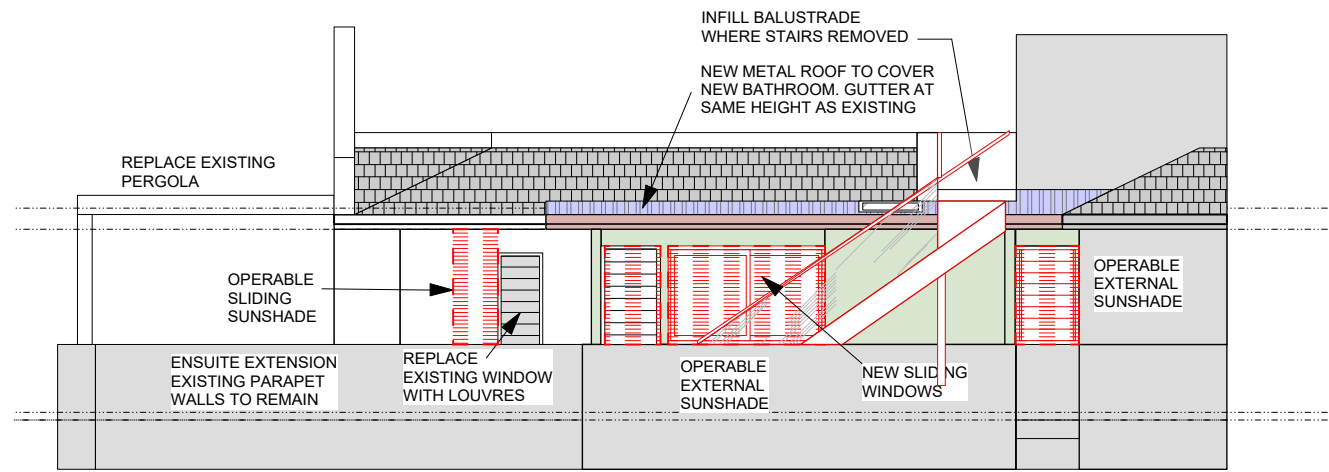 INFILL BALUSTRADE
WHERE STAIRS REMOVED
NEW METAL ROOF TO COVER
NEW BATHROOM. GUTTER AT
SAME HEIGHT AS EXISTING
REPLACE EXISTING
PERGOLA
OPERABLE
SLIDING
SUNSHADE
OPERABLE
EXTERNAL
SUNSHADE
ENSUITE EXTENSION
EXISTING PARAPET
WALLS TO REMAIN
REPLACE
EXISTING WINDOW
WITH LOUVRES
OPERABLE
EXTERNAL
SUNSHADE
NEW SLIDING
WINDOWS